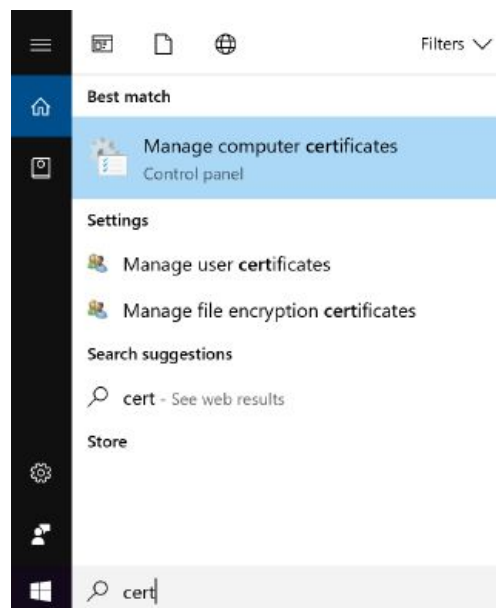 Filters
Best match
Manage computer certificates
Control panel
Settings
Manage user certificates
Manage file encryption certificates
Search suggestions
cert - See web results
Store
cert